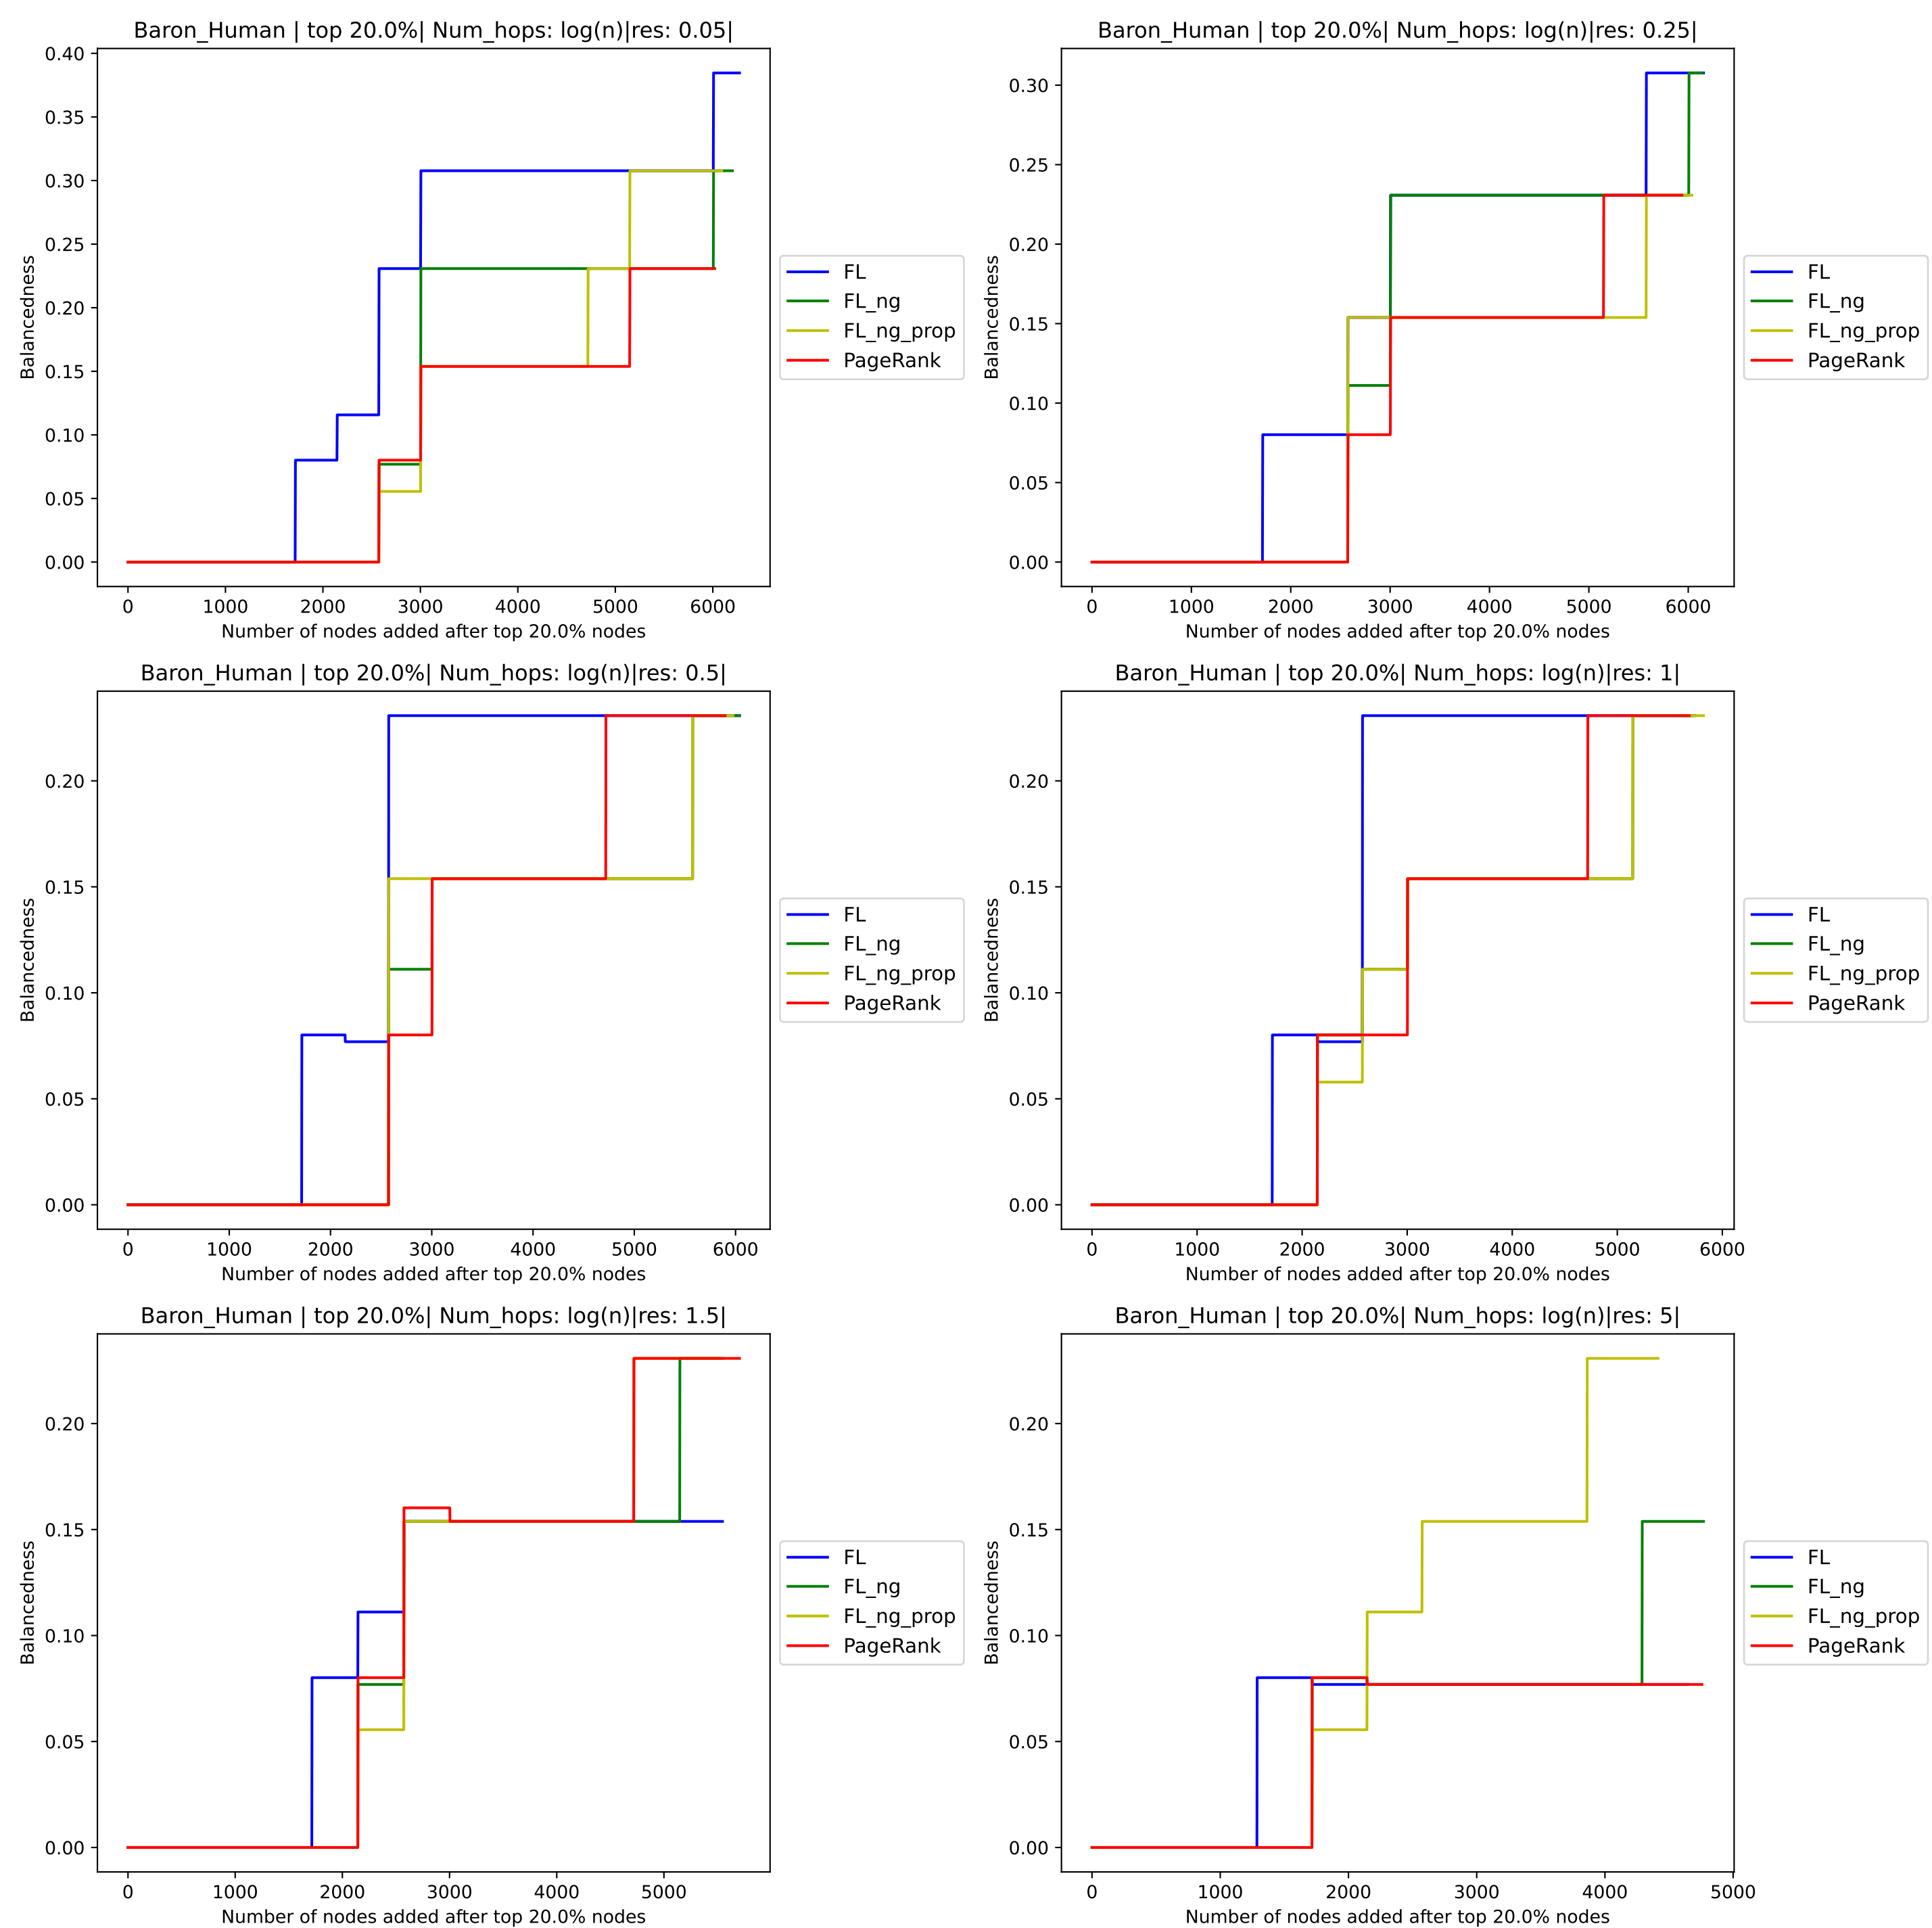 Baron_Human | top 20.0%| Num_hops: log(n)|res: 0.05|
0.40
0.35
0.30
0.25
0.20
0.15
0.10
0.05
0.00
Balancedness
0 1000 2000 3000 4000 5000 6000
Number of nodes added after top 20.0% nodes
FL
FL_ng
FL_ng_prop
PageRank
Baron_Human | top 20.0%| Num_hops: log(n)|res: 0.25|
0.30
0.25
0.20
0.15
0.10
0.05
0.00
Balancedness
0 1000 2000 3000 4000 5000 6000
Number of nodes added after top 20.0% nodes
FL
FL_ng
FL_ng_prop
PageRank
Baron_Human | top 20.0%| Num_hops: log(n)|res: 0.5|
0.20
0.15
0.10
0.05
0.00
Balancedness
0 1000 2000 3000 4000 5000 6000
Number of nodes added after top 20.0% nodes
FL
FL_ng
FL_ng_prop
PageRank
Baron_Human | top 20.0%| Num_hops: log(n)|res: 1|
0.20
0.15
0.10
0.05
0.00
Balancedness
0 1000 2000 3000 4000 5000 6000
Number of nodes added after top 20.0% nodes
FL
FL_ng
FL_ng_prop
PageRank
Baron_Human | top 20.0%| Num_hops: log(n)|res: 1.5|
0.20
0.15
0.10
0.05
0.00
Balancedness
0 1000 2000 3000 4000 5000
Number of nodes added after top 20.0% nodes
FL
FL_ng
FL_ng_prop
PageRank
Baron_Human | top 20.0%| Num_hops: log(n)|res: 5|
0.20
0.15
0.10
0.05
0.00
Balancedness
0 1000 2000 3000 4000 5000
Number of nodes added after top 20.0% nodes
FL
FL_ng
FL_ng_prop
PageRank